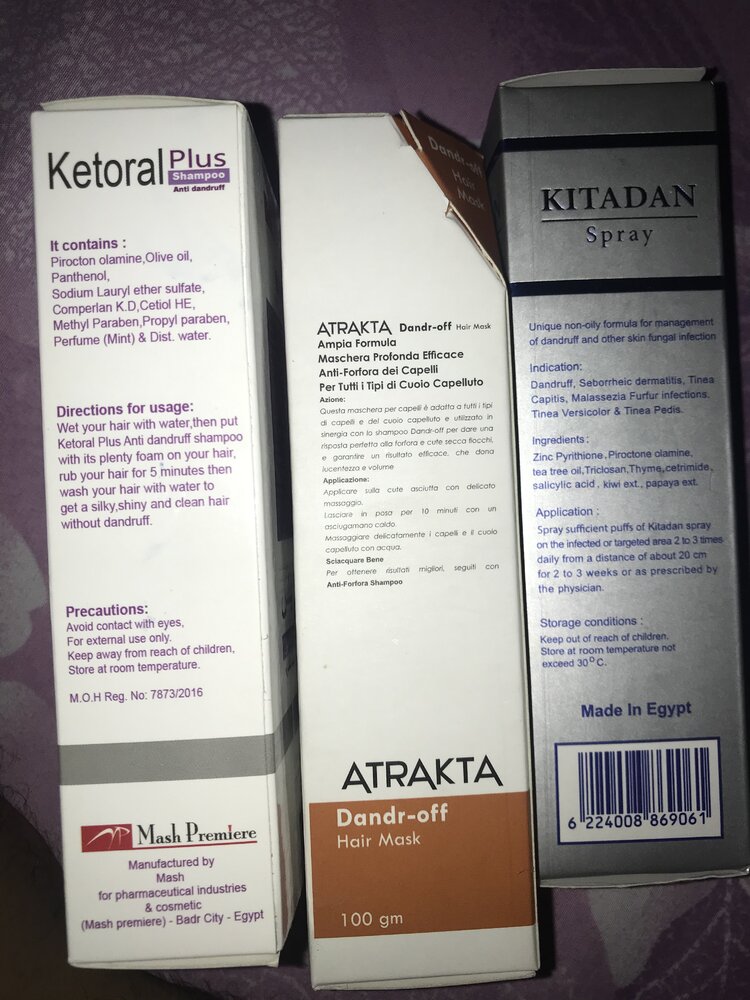 Ketoral Plus
Shampoo
Anti dandruff
It contains :
Pirocton olamine,Olive oil,
Panthenol,
Sodium Lauryl ether sulfate,
Comperlan K.D,Cetiol HE,
Methyl Paraben,Propyl paraben,
Perfume (Mint) & Dist. water.
Directions for usage:
Wet your hair with water,then put
Ketoral Plus Anti dandruff shampoo
with its plenty foam on your hair,
rub your hair for 5 minutes then
wash your hair with water to
get a silky,shiny and clean hair
without dandruff.
Precautions:
Avoid contact with eyes,
For external use only.
Keep away from reach of children,
Store at room temperature.
M.O.H Reg. No: 7873/2016
Mash Premiere
Manufactured by
Mash
for pharmaceutical industries
& cosmetic
(Mash premiere) - Badr City - Egypt
Dandr-off
Hair
Mask
ATRAKTA Dandr-off Hair Mask
Ampia Formula
Maschera Profonda Efficace
Anti-Forfora dei Capelli
Per Tutti i Tipi di Cuoio Capelluto
Azione:
Questa maschera per capelli è adatta a tutti i tipi
di capelli e del cuoio capelluto e utilizzato in
sinergia con lo shampoo Dandr-off per dare una
risposta perfetta alla forfora e cute secca fiocchi,
e garantire un risultato efficace, che dona
lucentezza e volume
Applicazione:
Applicare sulla cute asciutta con delicato
massaggio.
Lasciare in posa per 10 minuti con un
asciugamano caldo.
Massaggiare delicatamente i capelli e il cuoio
capelluto con acqua.
Sciacquare Bene
Per ottenere risultati migliori, seguiti con
Anti-Forfora Shampoo
ATRAKTA
Dandr-off
Hair Mask
100 gm
KITADAN
Spray
Unique non-oily formula for management
of dandruff and other skin fungal infection
Indication:
Dandruff, Seborrheic dermatitis, Tinea
Capitis, Malassezia Furfur infections.
Tinea Versicolor & Tinea Pedis.
Ingredients :
Zinc Pyrithione,Piroctone olamine,
tea tree oil,Triclosan,Thyme,cetrimide,
salicylic acid , kiwi ext., papaya ext.
Application :
Spray sufficient puffs of Kitadan spray
on the infected or targeted area 2 to 3 times
daily from a distance of about 20 cm
for 2 to 3 weeks or as prescribed by
the physician.
Storage conditions :
Keep out of reach of children.
Store at room temperature not
exceed 30°C.
Made In Egypt
6 224008 869061